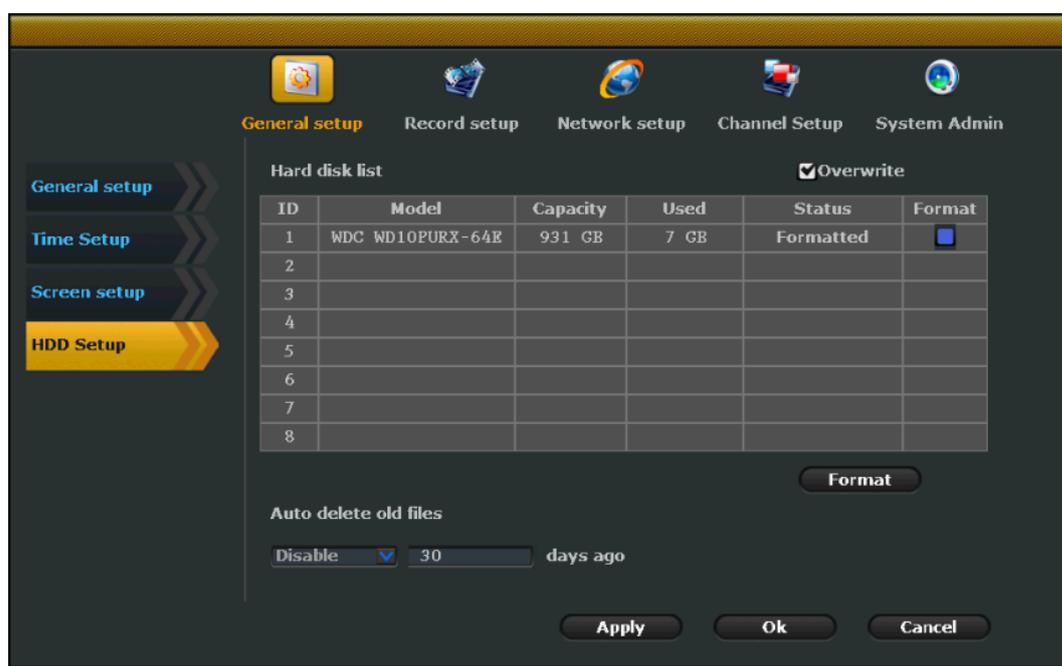 General setup Record setup Network setup Channel Setup System Admin
General setup
Time Setup
Screen setup
HDD Setup
Hard disk list Overwrite
ID Model Capacity Used Status Format
1 WDC WD10PURX-64E 931 GB 7 GB Formatted
2
3
4
5
6
7
8
Format
Auto delete old files
Disable 30 days ago
Apply Ok Cancel